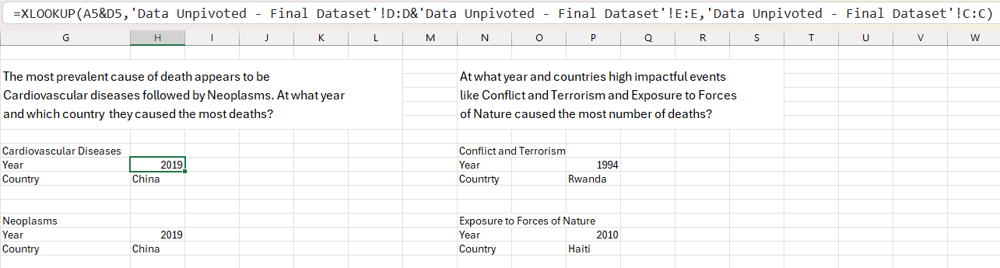 =XLOOKUP(A5&D5,'Data Unpivoted - Final Dataset'!D:D&'Data Unpivoted - Final Dataset'!E:E,'Data Unpivoted - Final Dataset'!C:C)
G H I J K L M N O P Q R S T U V W
The most prevalent cause of death appears to be
Cardiovascular diseases followed by Neoplasms. At what year
and which country they caused the most deaths?
At what year and countries high impactful events
like Conflict and Terrorism and Exposure to Forces
of Nature caused the most number of deaths?
Cardiovascular Diseases Conflict and Terrorism
Year 2019 Year 1994
Country China Countrty Rwanda
Neoplasms Exposure to Forces of Nature
Year 2019 Year 2010
Country China Country Haiti